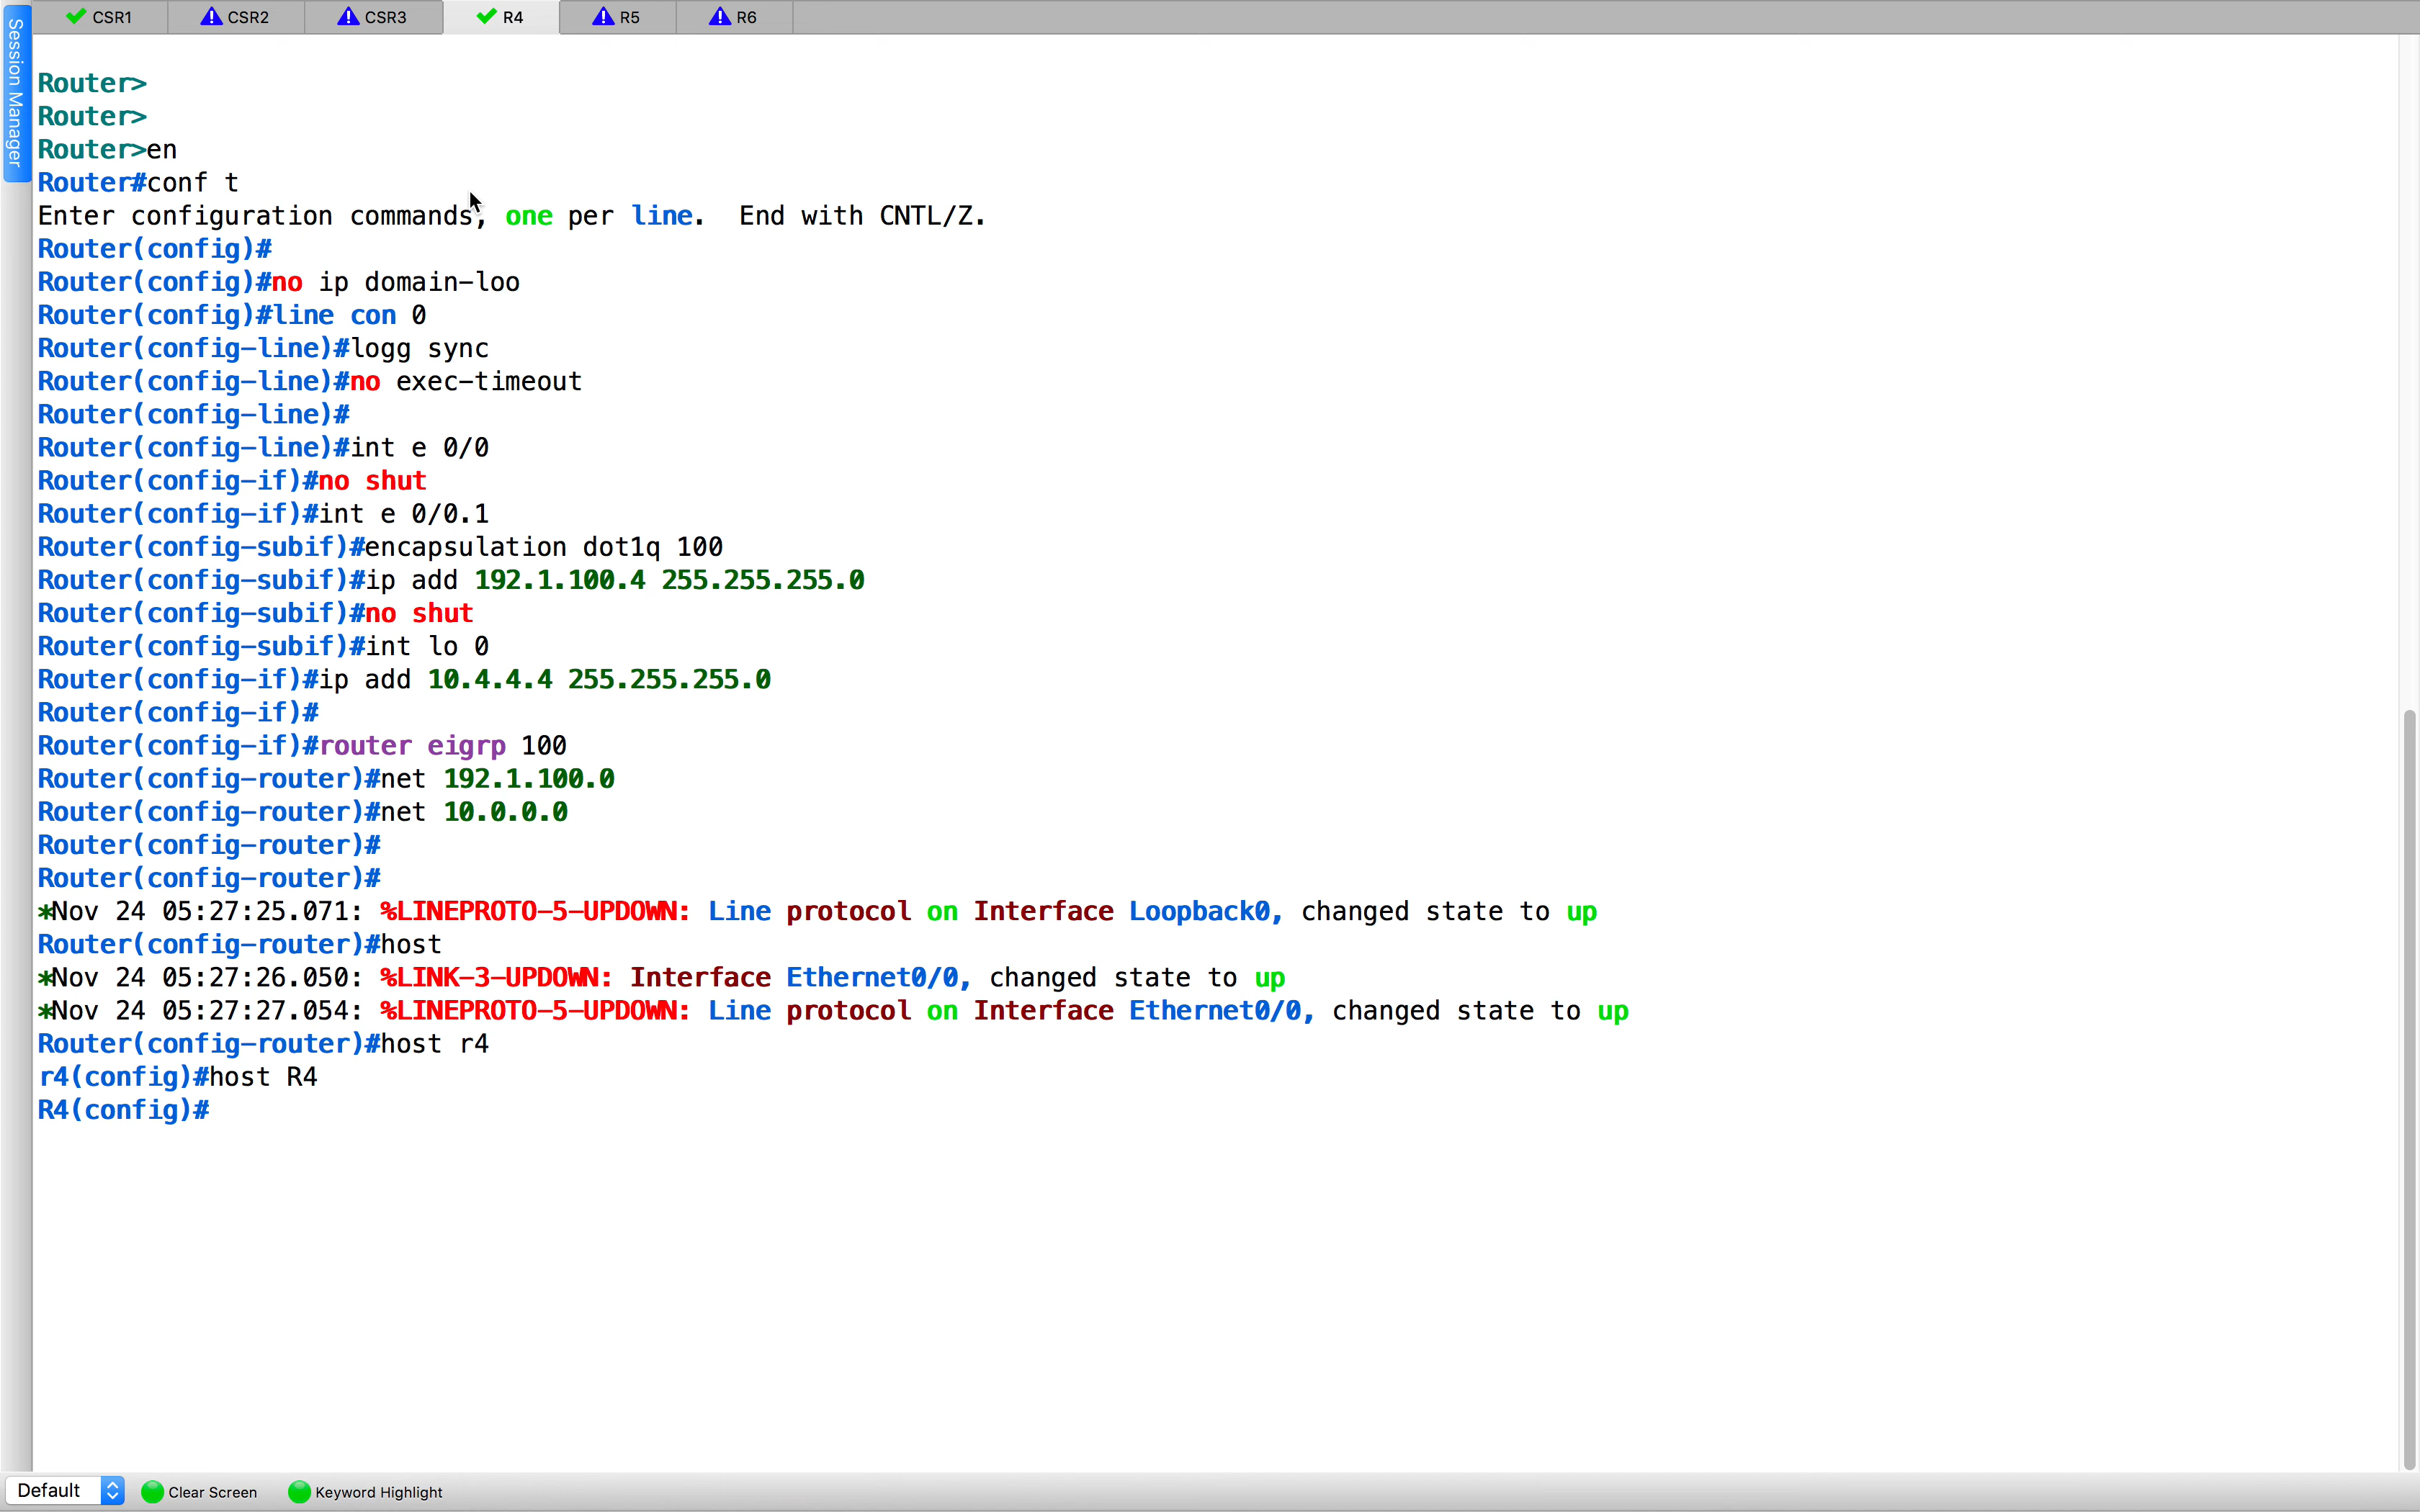 CSR1 CSR2 CSR3 R4 R5 R6
Session Manager
Router>
Router>
Router>en
Router#conf t
Enter configuration commands, one per line.  End with CNTL/Z.
Router(config)#
Router(config)#no ip domain-loo
Router(config)#line con 0
Router(config-line)#logg sync
Router(config-line)#no exec-timeout
Router(config-line)#
Router(config-line)#int e 0/0
Router(config-if)#no shut
Router(config-if)#int e 0/0.1
Router(config-subif)#encapsulation dot1q 100
Router(config-subif)#ip add 192.1.100.4 255.255.255.0
Router(config-subif)#no shut
Router(config-subif)#int lo 0
Router(config-if)#ip add 10.4.4.4 255.255.255.0
Router(config-if)#
Router(config-if)#router eigrp 100
Router(config-router)#net 192.1.100.0
Router(config-router)#net 10.0.0.0
Router(config-router)#
Router(config-router)#
*Nov 24 05:27:25.071: %LINEPROTO-5-UPDOWN: Line protocol on Interface Loopback0, changed state to up
Router(config-router)#host
*Nov 24 05:27:26.050: %LINK-3-UPDOWN: Interface Ethernet0/0, changed state to up
*Nov 24 05:27:27.054: %LINEPROTO-5-UPDOWN: Line protocol on Interface Ethernet0/0, changed state to up
Router(config-router)#host r4
r4(config)#host R4
R4(config)#
Default Clear Screen Keyword Highlight